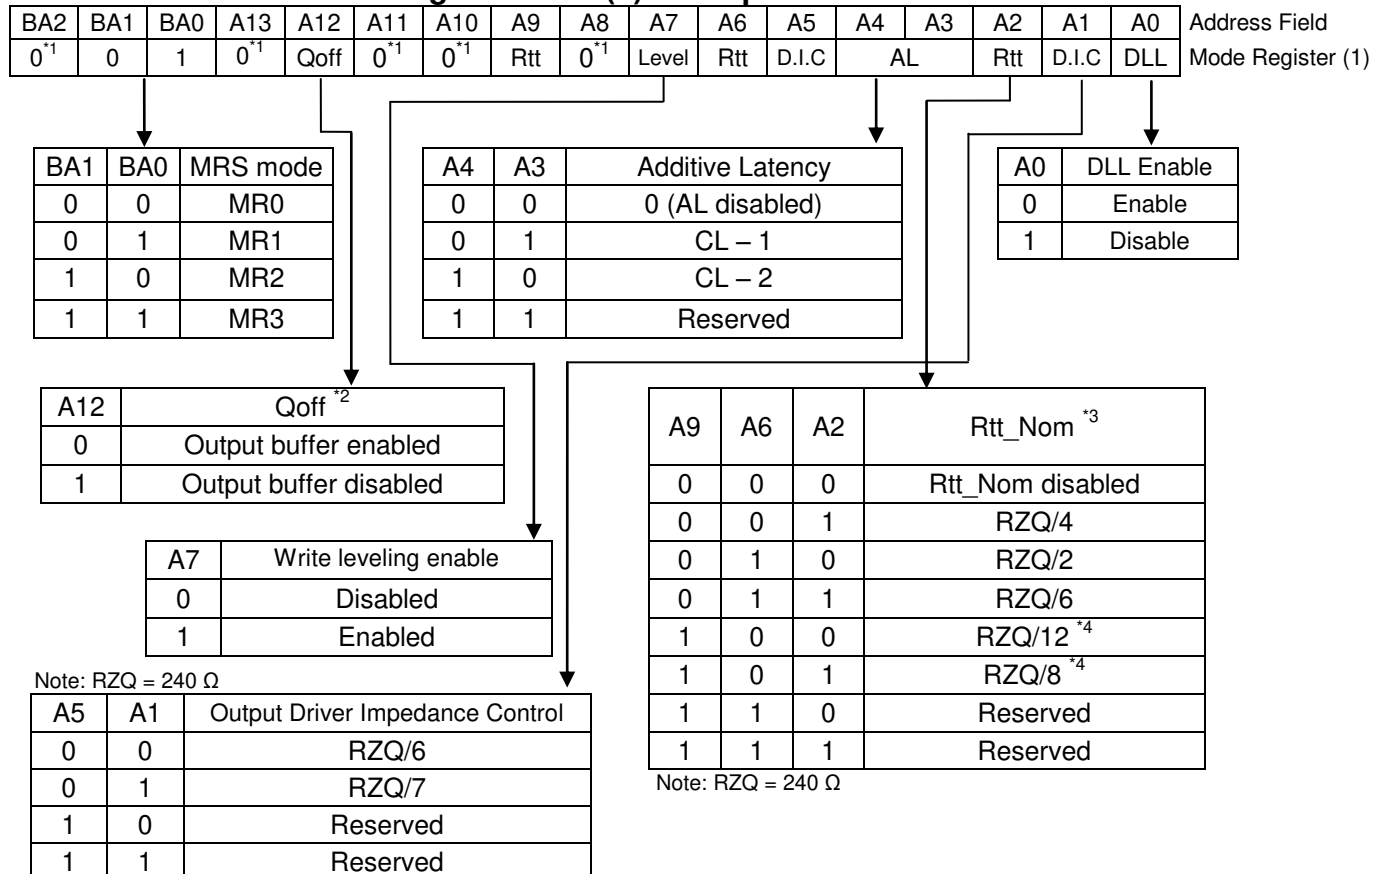 BA2 BA1 BA0 A13 A12 A11 A10 A9 A8 A7 A6 A5 A4 A3 A2 A1 A0 Address Field
0*1 0 1 0*1 Qoff 0*1 0*1 Rtt 0*1 Level Rtt D.I.C AL Rtt D.I.C DLL Mode Register (1)
BA1 BA0 MRS mode
0 0 MR0
0 1 MR1
1 0 MR2
1 1 MR3
A4 A3 Additive Latency
0 0 0 (AL disabled)
0 1 CL – 1
1 0 CL – 2
1 1 Reserved
A0 DLL Enable
0 Enable
1 Disable
A12 Qoff *2
0 Output buffer enabled
1 Output buffer disabled
A9 A6 A2 Rtt_Nom *3
0 0 0 Rtt_Nom disabled
0 0 1 RZQ/4
0 1 0 RZQ/2
0 1 1 RZQ/6
1 0 0 RZQ/12 *4
1 0 1 RZQ/8 *4
1 1 0 Reserved
1 1 1 Reserved
Note: RZQ = 240 Ω
A7 Write leveling enable
0 Disabled
1 Enabled
Note: RZQ = 240 Ω
A5 A1 Output Driver Impedance Control
0 0 RZQ/6
0 1 RZQ/7
1 0 Reserved
1 1 Reserved